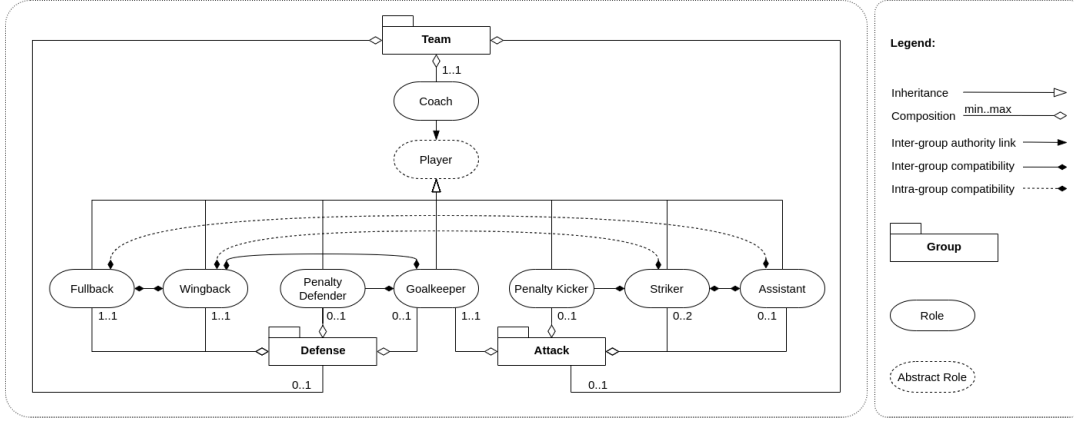 Team
1..1
Coach
Player
Fullback
Wingback
Penalty
Defender
Goalkeeper
Penalty Kicker
Striker
Assistant
1..1
1..1
0..1
0..1
1..1
0..1
0..2
0..1
Defense
Attack
0..1
0..1
Legend:
Inheritance
Composition min..max
Inter-group authority link
Inter-group compatibility
Intra-group compatibility
Group
Role
Abstract Role